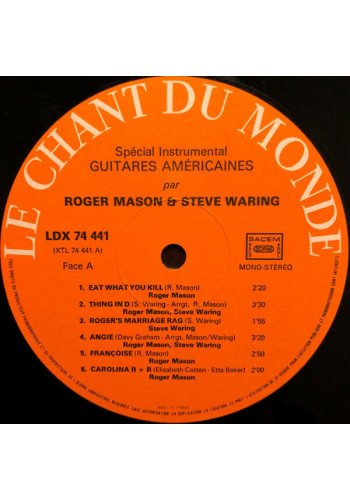 LE CHANT DU MONDE
Spécial Instrumental
GUITARES AMÉRICAINES
par
ROGER MASON & STEVE WARING
LDX 74 441
(XTL 74 441 A)
Face A
SACEM
MONO-STÉRÉO
1. EAT WHAT YOU KILL (R. Mason) 2'20
Roger Mason
2. THING IN D (S. Waring - Arrgt. R. Mason) 3'20
Roger Mason, Steve Waring
3. ROGER'S MARRIAGE RAG (S. Waring) 1'55
Steve Waring
4. ANGIE (Davy Graham - Arrgt. Mason/Waring) 3'20
Roger Mason, Steve Waring
5. FRANÇOISE (R. Mason) 2'50
Roger Mason
6. CAROLINA R + R (Elisabeth Cotten - Etta Baker) 2'00
Roger Mason
MADE IN FRANCE